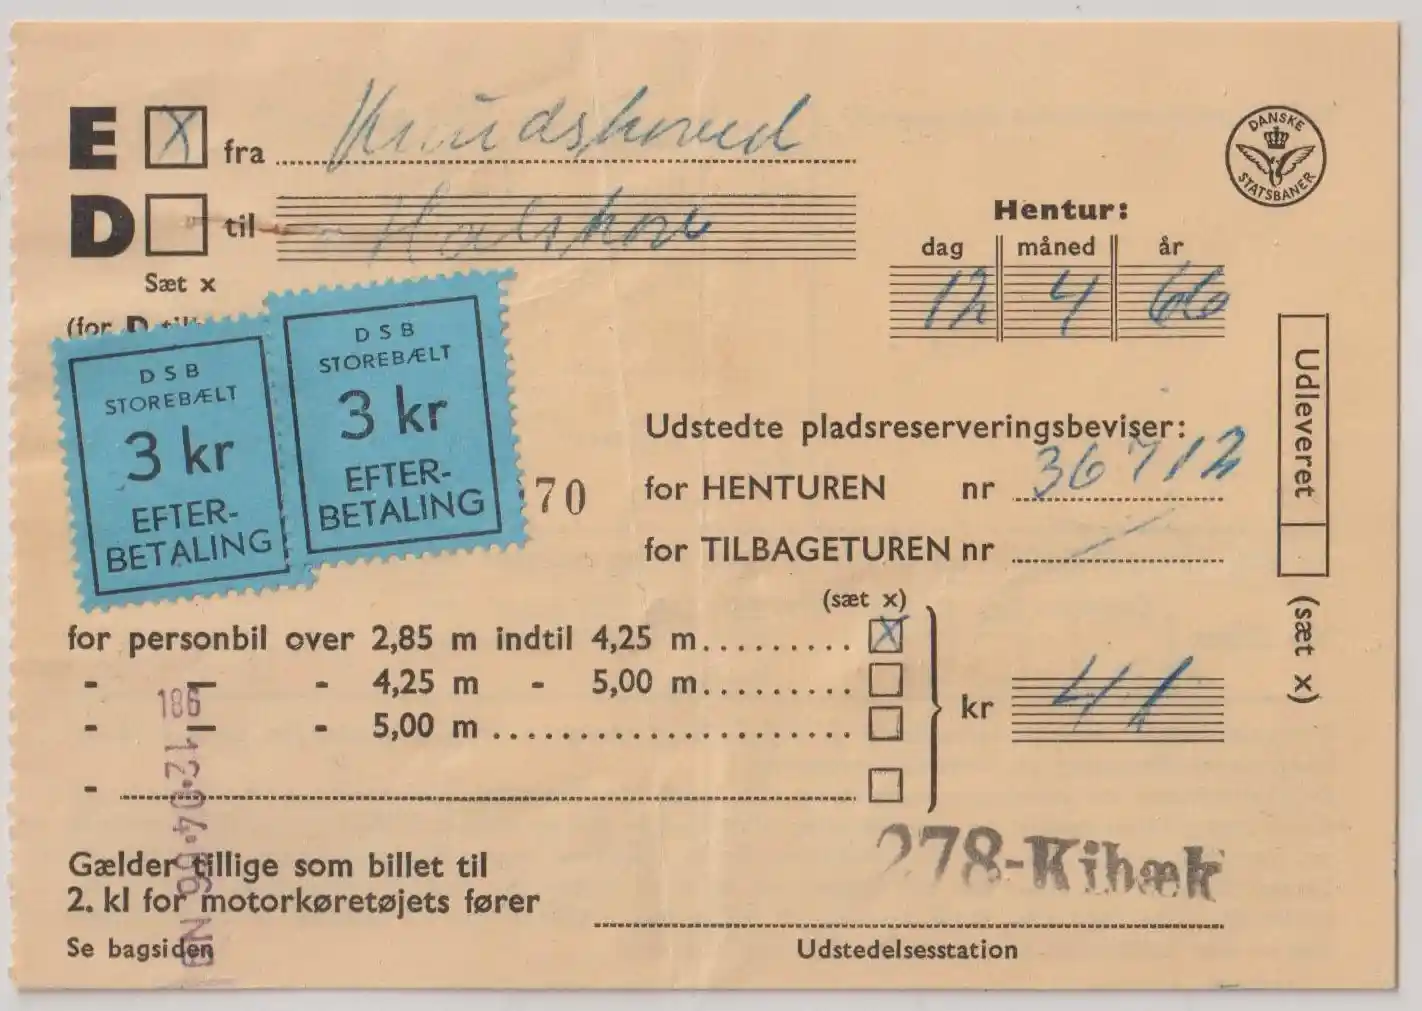 E X fra Knudshoved
D til Halskov
Sæt x
(for D
DANSKE STATSBANER
Hentur:
dag måned år
12 4 66
DSB
STOREBÆLT
3 kr
EFTER-
BETALING
DSB
STOREBÆLT
3 kr
EFTER-
BETALING
70
Udleveret
(sæt x)
Udstedte pladsreserveringsbeviser:
for HENTUREN nr 36712
for TILBAGETUREN nr /
(sæt x)
for personbil over 2,85 m indtil 4,25 m......... X
- - - 4,25 m - 5,00 m.........
- - - 5,00 m.....................
-
kr 41
186 12.04.66 N
278-Kibæk
Gælder tillige som billet til
2. kl for motorkøretøjets fører
Se bagsiden
Udstedelsesstation